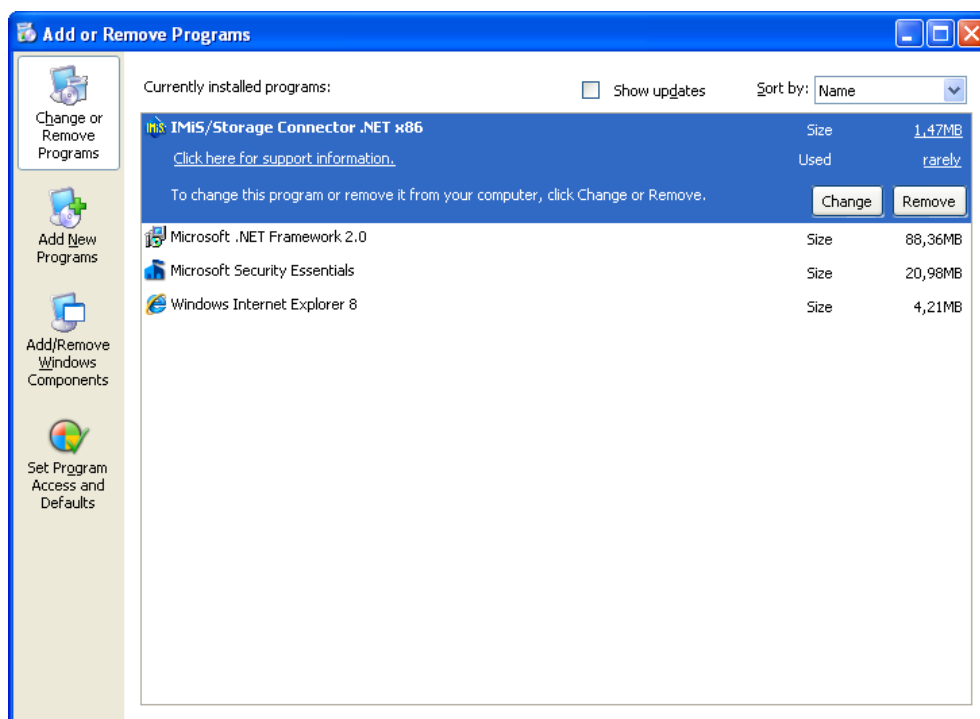 Add or Remove Programs
Change or
Remove
Programs
Add New
Programs
Add/Remove
Windows
Components
Set Program
Access and
Defaults
Currently installed programs:
Show updates
Sort by: Name
IMiS/Storage Connector .NET x86 Size 1,47MB
Click here for support information. Used rarely
To change this program or remove it from your computer, click Change or Remove. Change Remove
Microsoft .NET Framework 2.0 Size 88,36MB
Microsoft Security Essentials Size 20,98MB
Windows Internet Explorer 8 Size 4,21MB